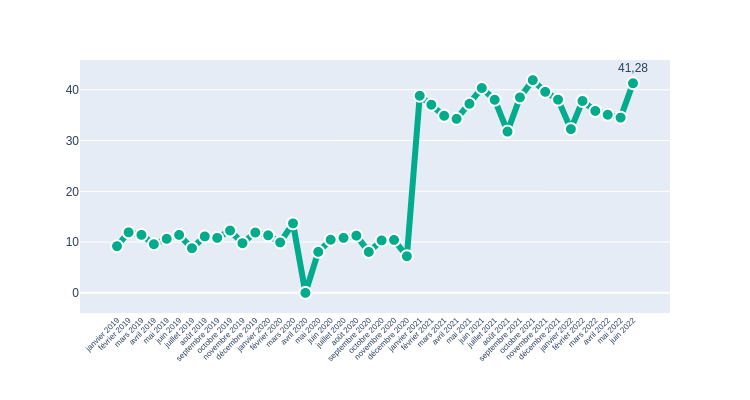 41,28
40
30
20
10
0
janvier 2019
février 2019
mars 2019
avril 2019
mai 2019
juin 2019
juillet 2019
août 2019
septembre 2019
octobre 2019
novembre 2019
décembre 2019
janvier 2020
février 2020
mars 2020
avril 2020
mai 2020
juin 2020
juillet 2020
août 2020
septembre 2020
octobre 2020
novembre 2020
décembre 2020
janvier 2021
février 2021
mars 2021
avril 2021
mai 2021
juin 2021
juillet 2021
août 2021
septembre 2021
octobre 2021
novembre 2021
décembre 2021
janvier 2022
février 2022
mars 2022
avril 2022
mai 2022
juin 2022